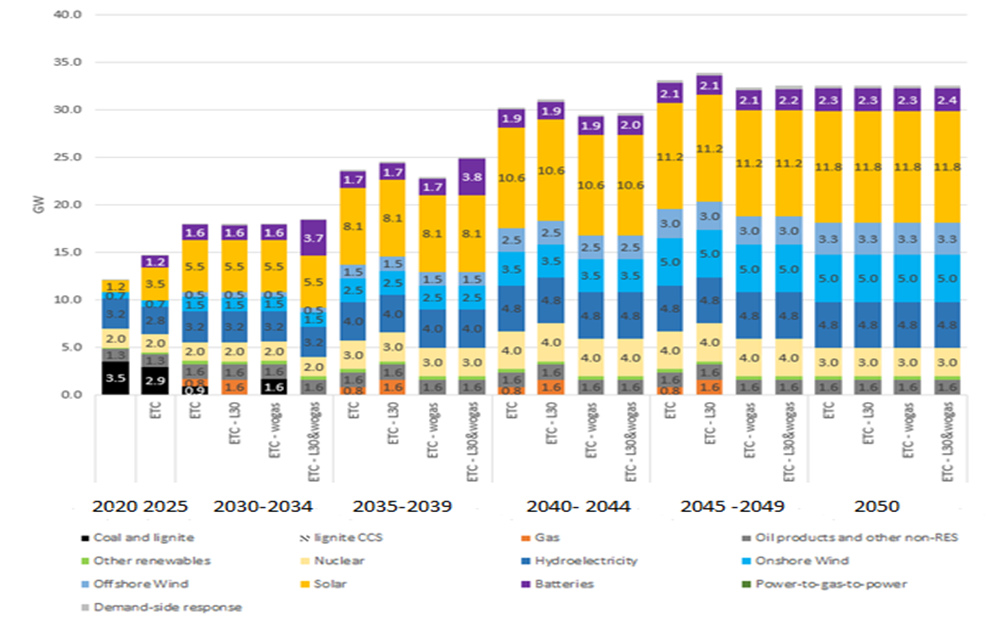 40.0
35.0
30.0
25.0
20.0
15.0
10.0
5.0
0.0
GW
1.2 0.7 3.2 2.0 1.3 3.5
1.2 3.5 0.7 2.8 2.0 1.3 2.9
1.6 5.5 0.5 1.5 3.2 2.0 1.6 0.8 0.9
1.6 5.5 0.5 1.5 3.2 2.0 1.6 1.6
1.6 5.5 0.5 1.5 3.2 2.0 1.6 1.6
3.7 5.5 0.5 1.5 3.2 2.0 1.6
1.7 8.1 1.5 2.5 4.0 3.0 1.6 0.8
1.7 8.1 1.5 2.5 4.0 3.0 1.6 1.6
1.7 8.1 1.5 2.5 4.0 3.0 1.6
3.8 8.1 1.5 2.5 4.0 3.0 1.6
1.9 10.6 2.5 3.5 4.8 4.0 1.6 0.8
1.9 10.6 2.5 3.5 4.8 4.0 1.6 1.6
1.9 10.6 2.5 3.5 4.8 4.0 1.6
2.0 10.6 2.5 3.5 4.8 4.0 1.6
2.1 11.2 3.0 5.0 4.8 4.0 1.6 0.8
2.1 11.2 3.0 5.0 4.8 4.0 1.6 1.6
2.1 11.2 3.0 5.0 4.8 4.0 1.6
2.2 11.2 3.0 5.0 4.8 4.0 1.6
2.3 11.8 3.3 5.0 4.8 3.0 1.6
2.3 11.8 3.3 5.0 4.8 3.0 1.6
2.3 11.8 3.3 5.0 4.8 3.0 1.6
2.4 11.8 3.3 5.0 4.8 3.0 1.6
ETC
ETC
ETC - L30
ETC - wogas
ETC - L30&wogas
ETC
ETC - L30
ETC - wogas
ETC - L30&wogas
ETC
ETC - L30
ETC - wogas
ETC - L30&wogas
ETC
ETC - L30
ETC - wogas
ETC - L30&wogas
ETC
ETC - L30
ETC - wogas
ETC - L30&wogas
2020 2025 2030-2034 2035-2039 2040- 2044 2045 -2049 2050
Coal and lignite lignite CCS Gas Oil products and other non-RES
Other renewables Nuclear Hydroelectricity Onshore Wind
Offshore Wind Solar Batteries Power-to-gas-to-power
Demand-side response